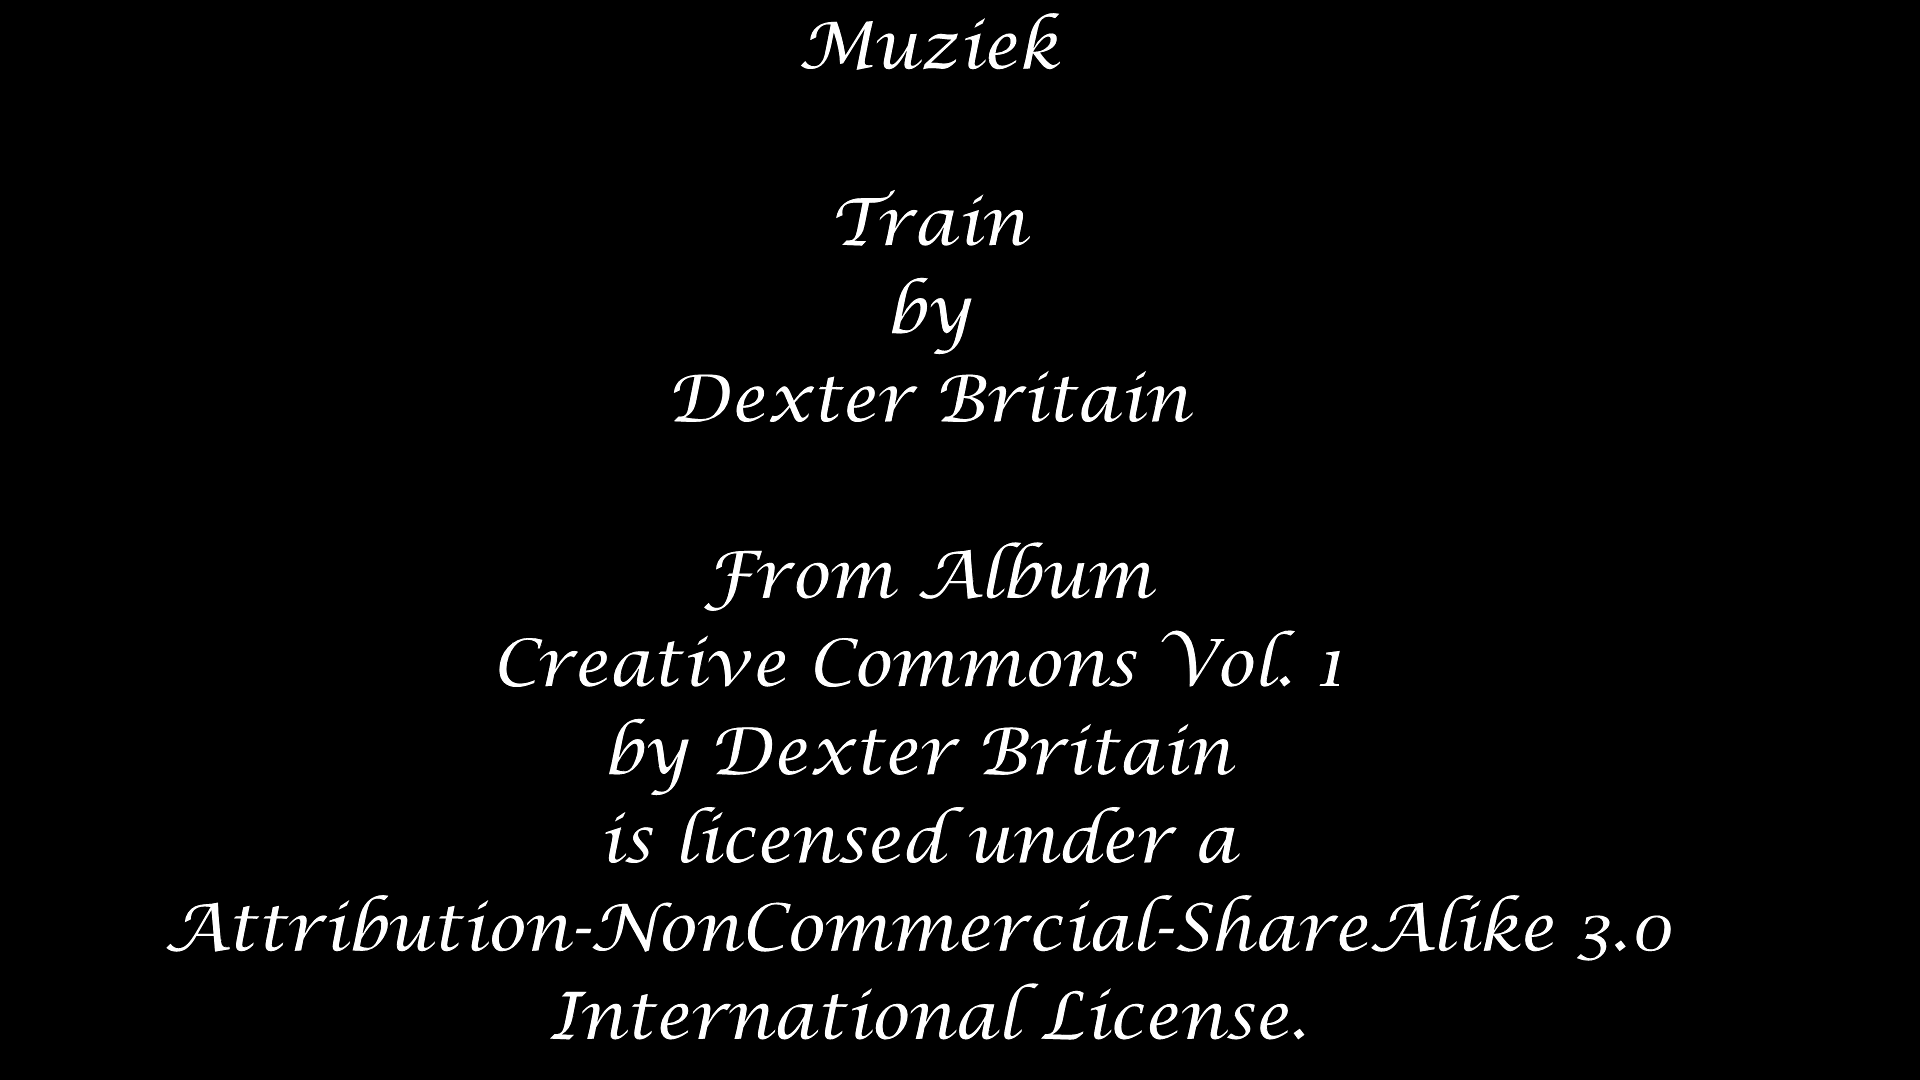 Muziek
Train
by
Dexter Britain
From Album
Creative Commons Vol. 1
by Dexter Britain
is licensed under a
Attribution-NonCommercial-ShareAlike 3.0
International License.